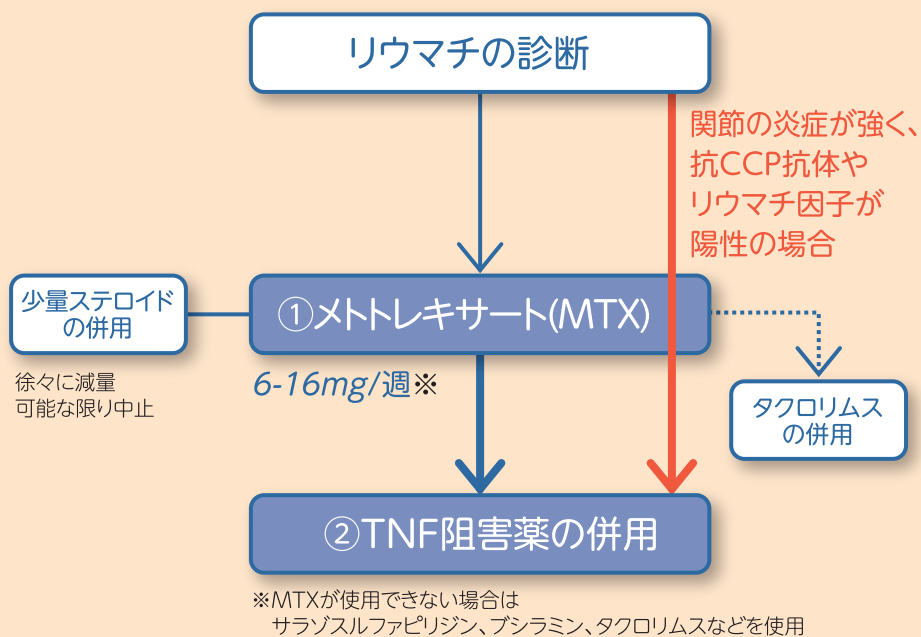 リウマチの診断
関節の炎症が強く、
抗CCP抗体や
リウマチ因子が
陽性の場合
少量ステロイド
の併用
徐々に減量
可能な限り中止
①メトトレキサート(MTX)
6-16mg/週※
タクロリムス
の併用
②TNF阻害薬の併用
※MTXが使用できない場合は
サラゾスルファピリジン、ブシラミン、タクロリムスなどを使用